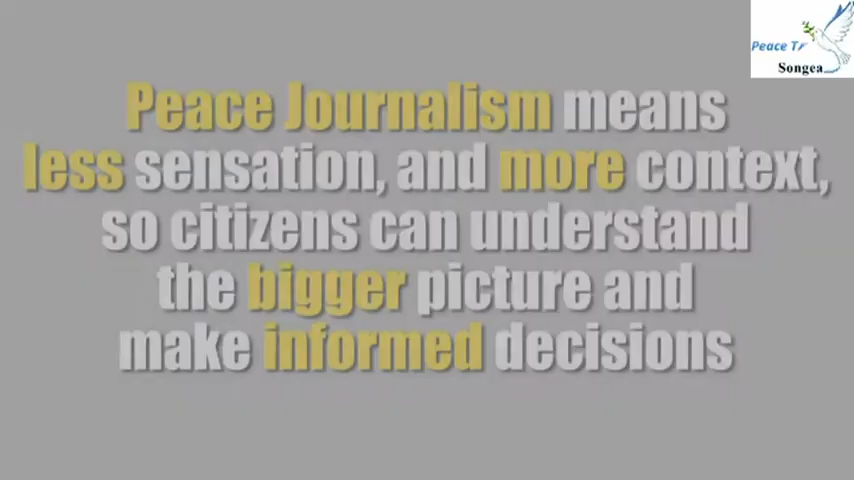 Peace
Songea
Peace Journalism means
less sensation, and more context,
so citizens can understand
the bigger picture and
make informed decisions